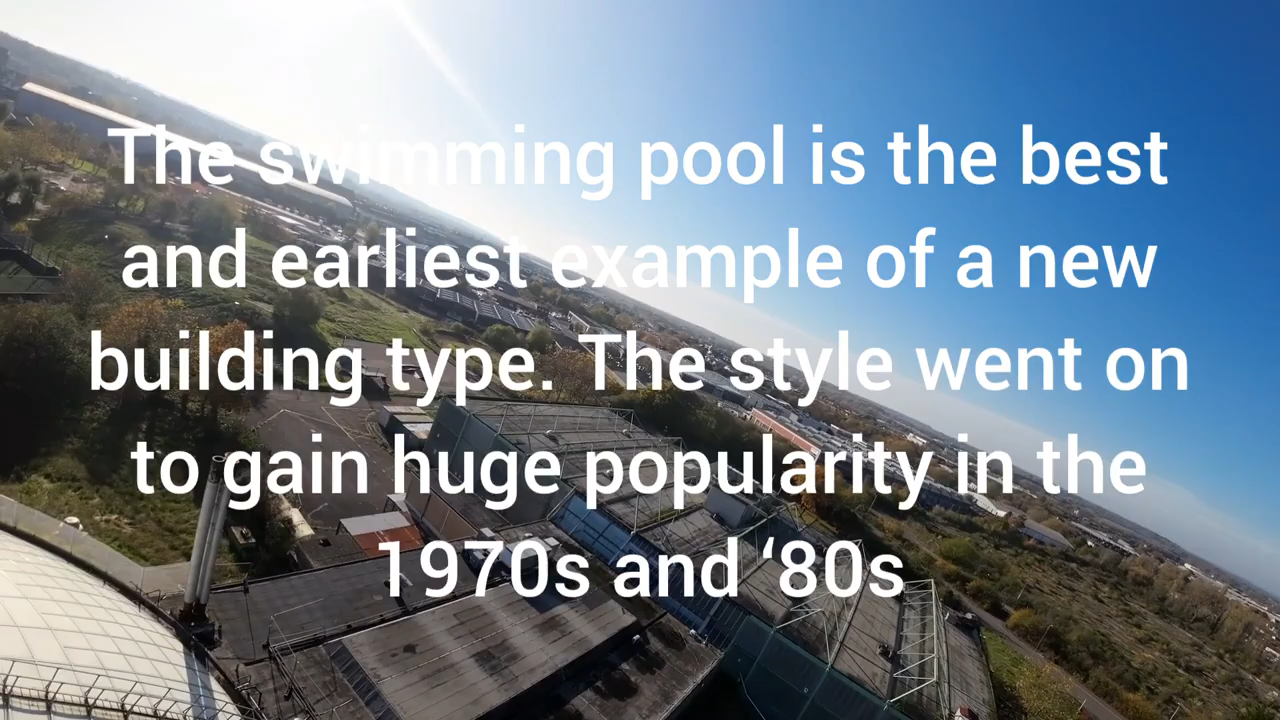 The swimming pool is the best
and earliest example of a new
building type. The style went on
to gain huge popularity in the
1970s and ‘80s